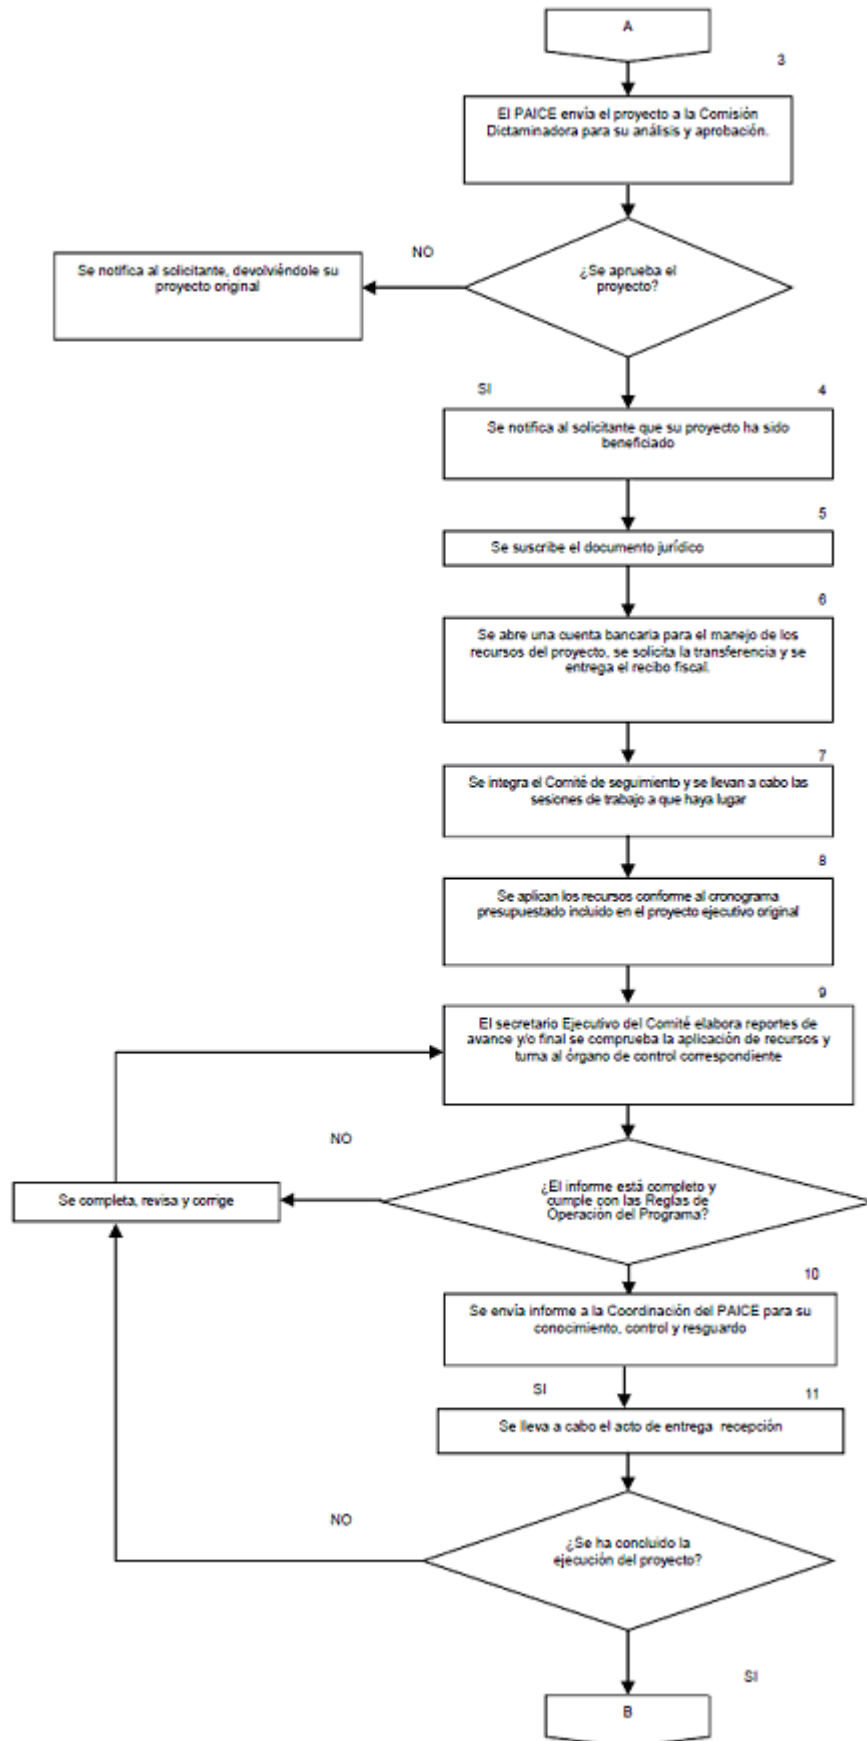 A
3
El PAICE envía el proyecto a la Comisión
Dictaminadora para su análisis y aprobación.
NO
¿Se aprueba el
proyecto?
Se notifica al solicitante, devolviéndole su
proyecto original
SI
4
Se notifica al solicitante que su proyecto ha sido
beneficiado
5
Se suscribe el documento jurídico
6
Se abre una cuenta bancaria para el manejo de los
recursos del proyecto, se solicita la transferencia y se
entrega el recibo fiscal.
7
Se integra el Comité de seguimiento y se llevan a cabo las
sesiones de trabajo a que haya lugar
8
Se aplican los recursos conforme al cronograma
presupuestado incluido en el proyecto ejecutivo original
9
El secretario Ejecutivo del Comité elabora reportes de
avance y/o final se comprueba la aplicación de recursos y
turna al órgano de control correspondiente
NO
¿El informe está completo y
cumple con las Reglas de
Operación del Programa?
Se completa, revisa y corrige
10
Se envía informe a la Coordinación del PAICE para su
conocimiento, control y resguardo
SI
11
Se lleva a cabo el acto de entrega recepción
NO
¿Se ha concluido la
ejecución del proyecto?
SI
B